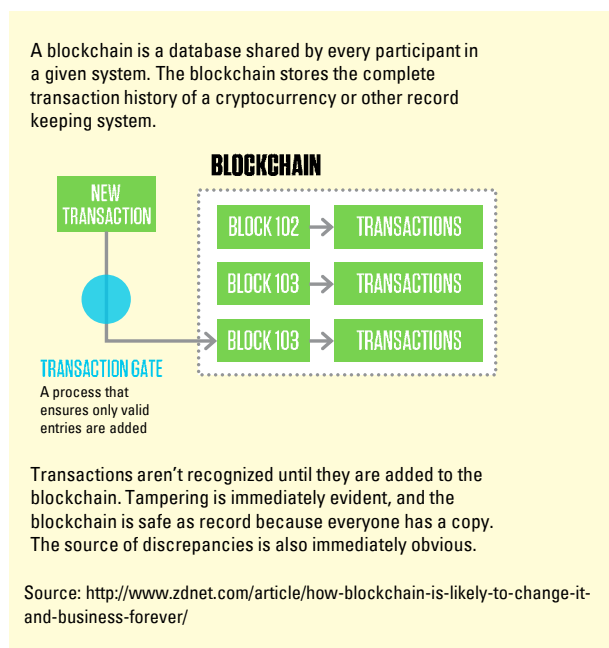 A blockchain is a database shared by every participant in
a given system. The blockchain stores the complete
transaction history of a cryptocurrency or other record
keeping system.
BLOCKCHAIN
NEW
TRANSACTION
BLOCK 102
TRANSACTIONS
BLOCK 103
TRANSACTIONS
BLOCK 103
TRANSACTIONS
TRANSACTION GATE
A process that
ensures only valid
entries are added
Transactions aren’t recognized until they are added to the
blockchain. Tampering is immediately evident, and the
blockchain is safe as record because everyone has a copy.
The source of discrepancies is also immediately obvious.
Source: http://www.zdnet.com/article/how-blockchain-is-likely-to-change-it-
and-business-forever/